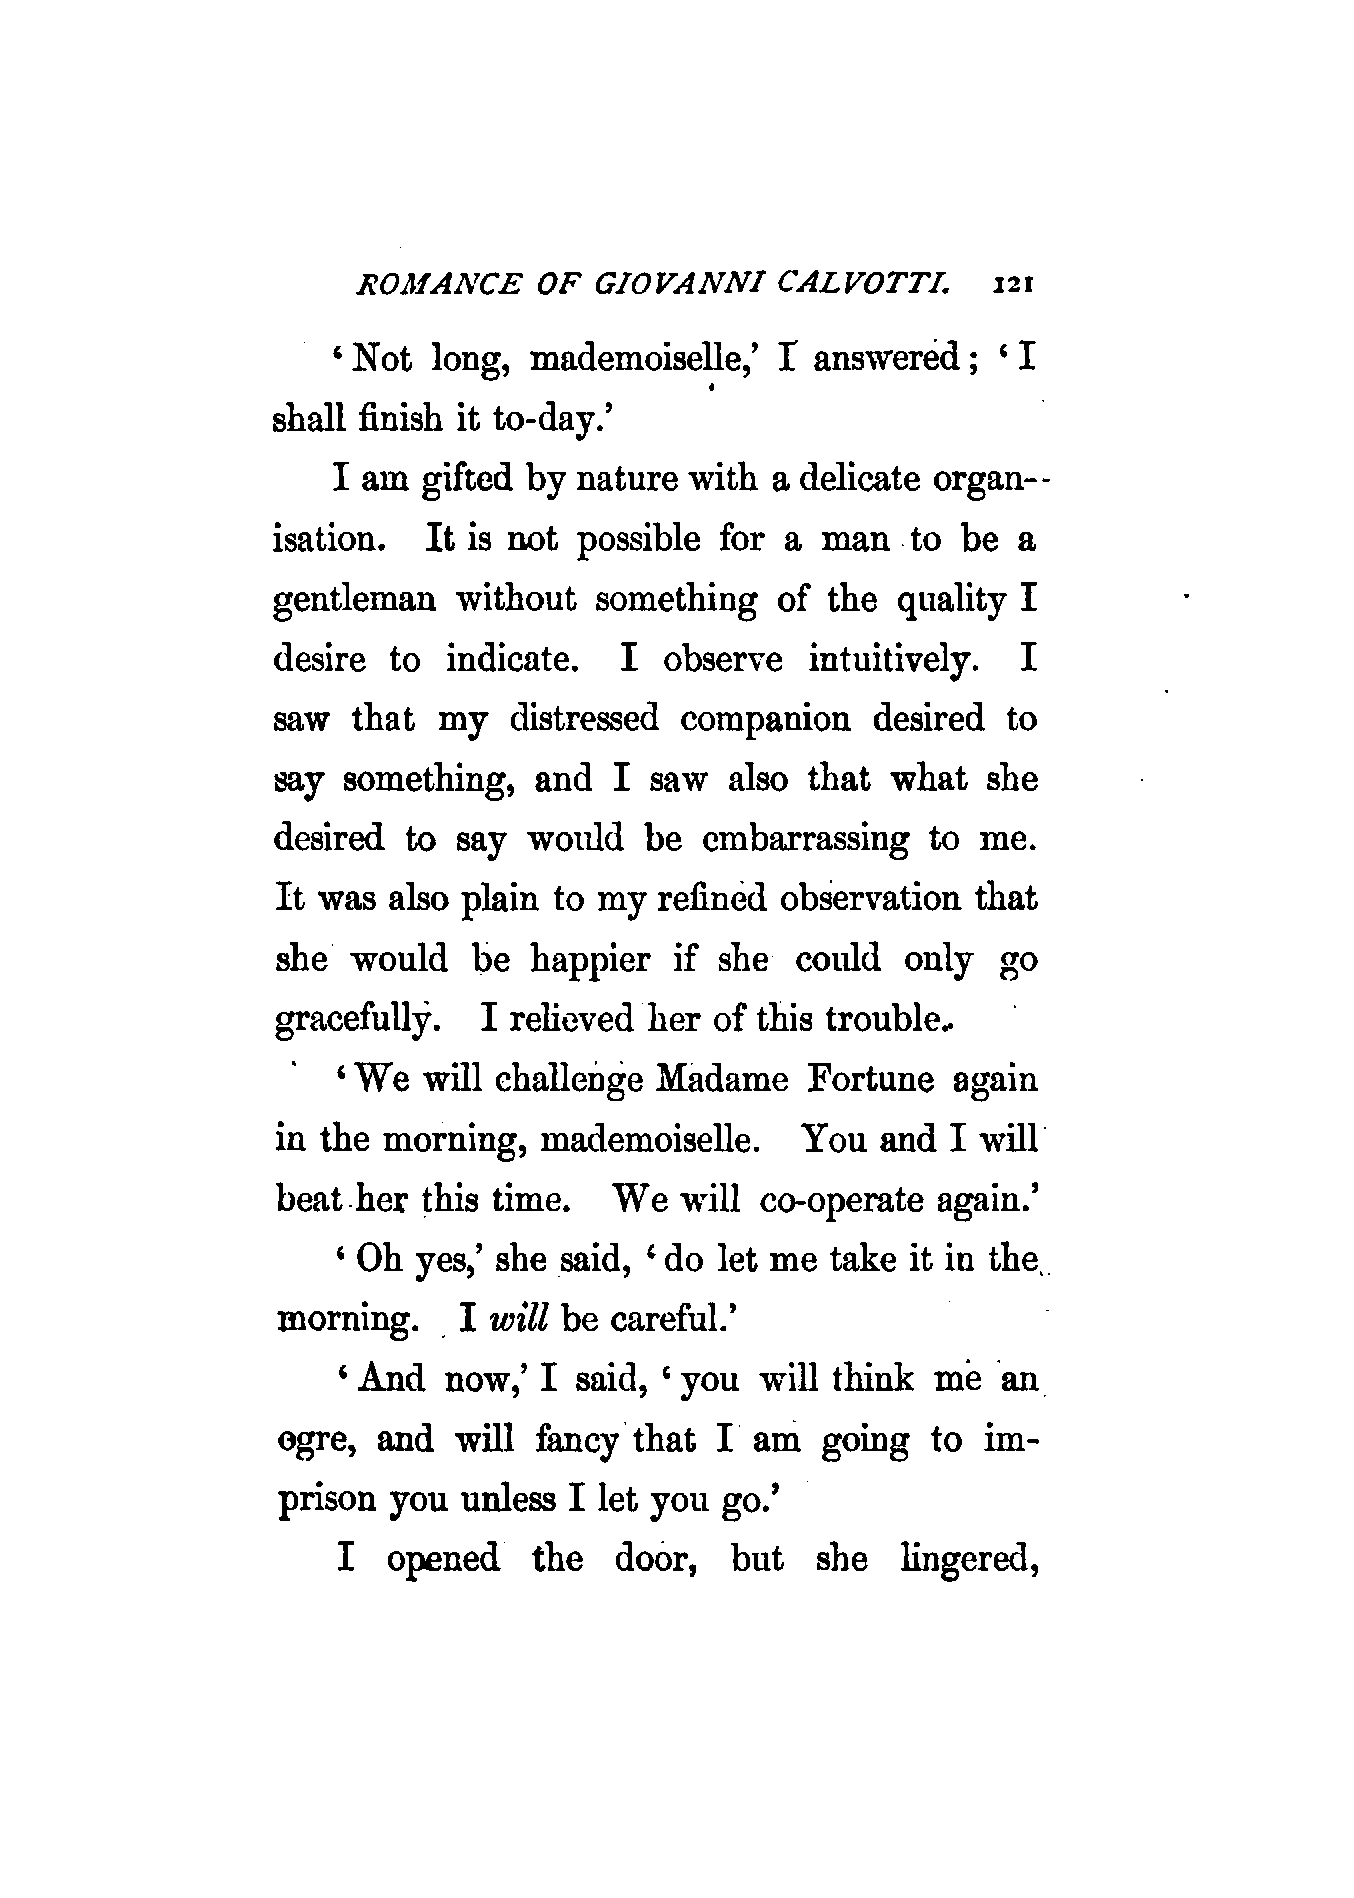 ROMANCE OF GIOVANNI CALVOTTI. 121
‘Not long, mademoiselle,’ I answered; ‘I
shall finish it to-day.’
I am gifted by nature with a delicate organ-
isation. It is not possible for a man to be a
gentleman without something of the quality I
desire to indicate. I observe intuitively. I
saw that my distressed companion desired to
say something, and I saw also that what she
desired to say would be embarrassing to me.
It was also plain to my refined observation that
she would be happier if she could only go
gracefully. I relieved her of this trouble.
‘We will challenge Madame Fortune again
in the morning, mademoiselle. You and I will
beat her this time. We will co-operate again.’
‘Oh yes,’ she said, ‘do let me take it in the
morning. I will be careful.’
‘And now,’ I said, ‘you will think me an
ogre, and will fancy that I am going to im-
prison you unless I let you go.’
I opened the door, but she lingered,